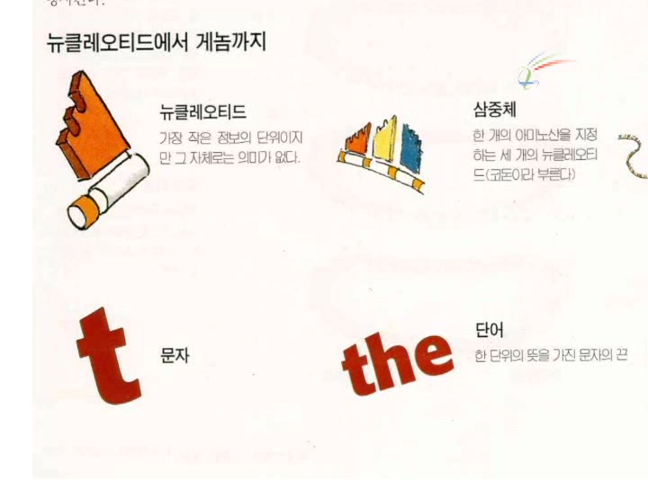 뉴클레오티드에서 게놈까지
뉴클레오티드
가장 작은 정보의 단위이지
만 그 자체로는 의미가 없다.
삼중체
한 개의 아미노산을 지정
하는 세 개의 뉴클레오티
드(코돈이라 부른다)
t
문자
the
단어
한 단위의 뜻을 가진 문자의 끈